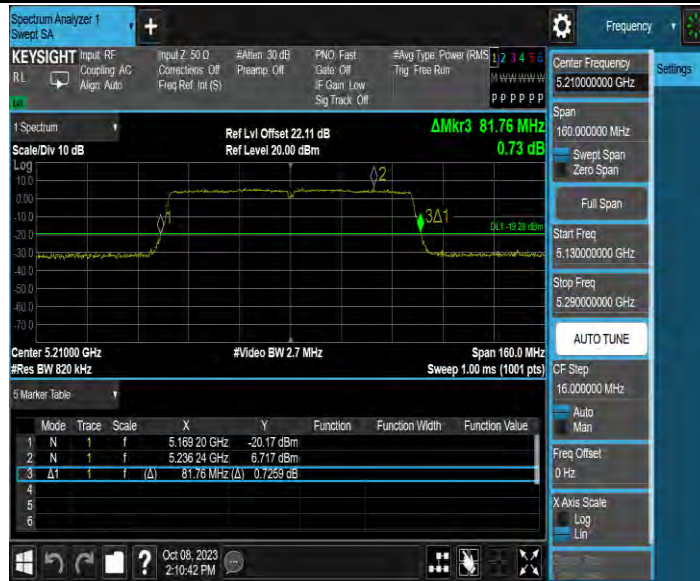 Spectrum Analyzer 1
Swept SA
+
Frequency
KEYSIGHT
RL
Input: RF
Coupling: AC
Align: Auto
Input Z: 50 Ω
Corrections: Off
Freq Ref: Int (S)
#Atten: 30 dB
Preamp: Off
PNO: Fast
Gate: Off
IF Gain: Low
Sig Track: Off
#Avg Type: Power (RMS
Trig: Free Run
1 2 3 4 5 6
M W W W W W
P P P P P P
1 Spectrum
Scale/Div 10 dB
Ref Lvl Offset 22.11 dB
Ref Level 20.00 dBm
ΔMkr3 81.76 MHz
0.73 dB
Log
10.0
0.00
-10.0
-20.0
-30.0
-40.0
-50.0
-60.0
-70.0
1
2
3Δ1
DL1 -19.28 dBm
Center 5.21000 GHz
#Res BW 820 kHz
#Video BW 2.7 MHz
Span 160.0 MHz
Sweep 1.00 ms (1001 pts)
5 Marker Table
Mode Trace Scale X Y Function Function Width Function Value
1 N 1 f 5.169 20 GHz -20.17 dBm
2 N 1 f 5.236 24 GHz 6.717 dBm
3 Δ1 1 f (Δ) 81.76 MHz (Δ) 0.7259 dB
4
5
6
?
Oct 08, 2023
2:10:42 PM
Center Frequency
5.210000000 GHz
Span
160.000000 MHz
Swept Span
Zero Span
Full Span
Start Freq
5.130000000 GHz
Stop Freq
5.290000000 GHz
AUTO TUNE
CF Step
16.000000 MHz
Auto
Man
Freq Offset
0 Hz
X Axis Scale
Log
Lin
Settings